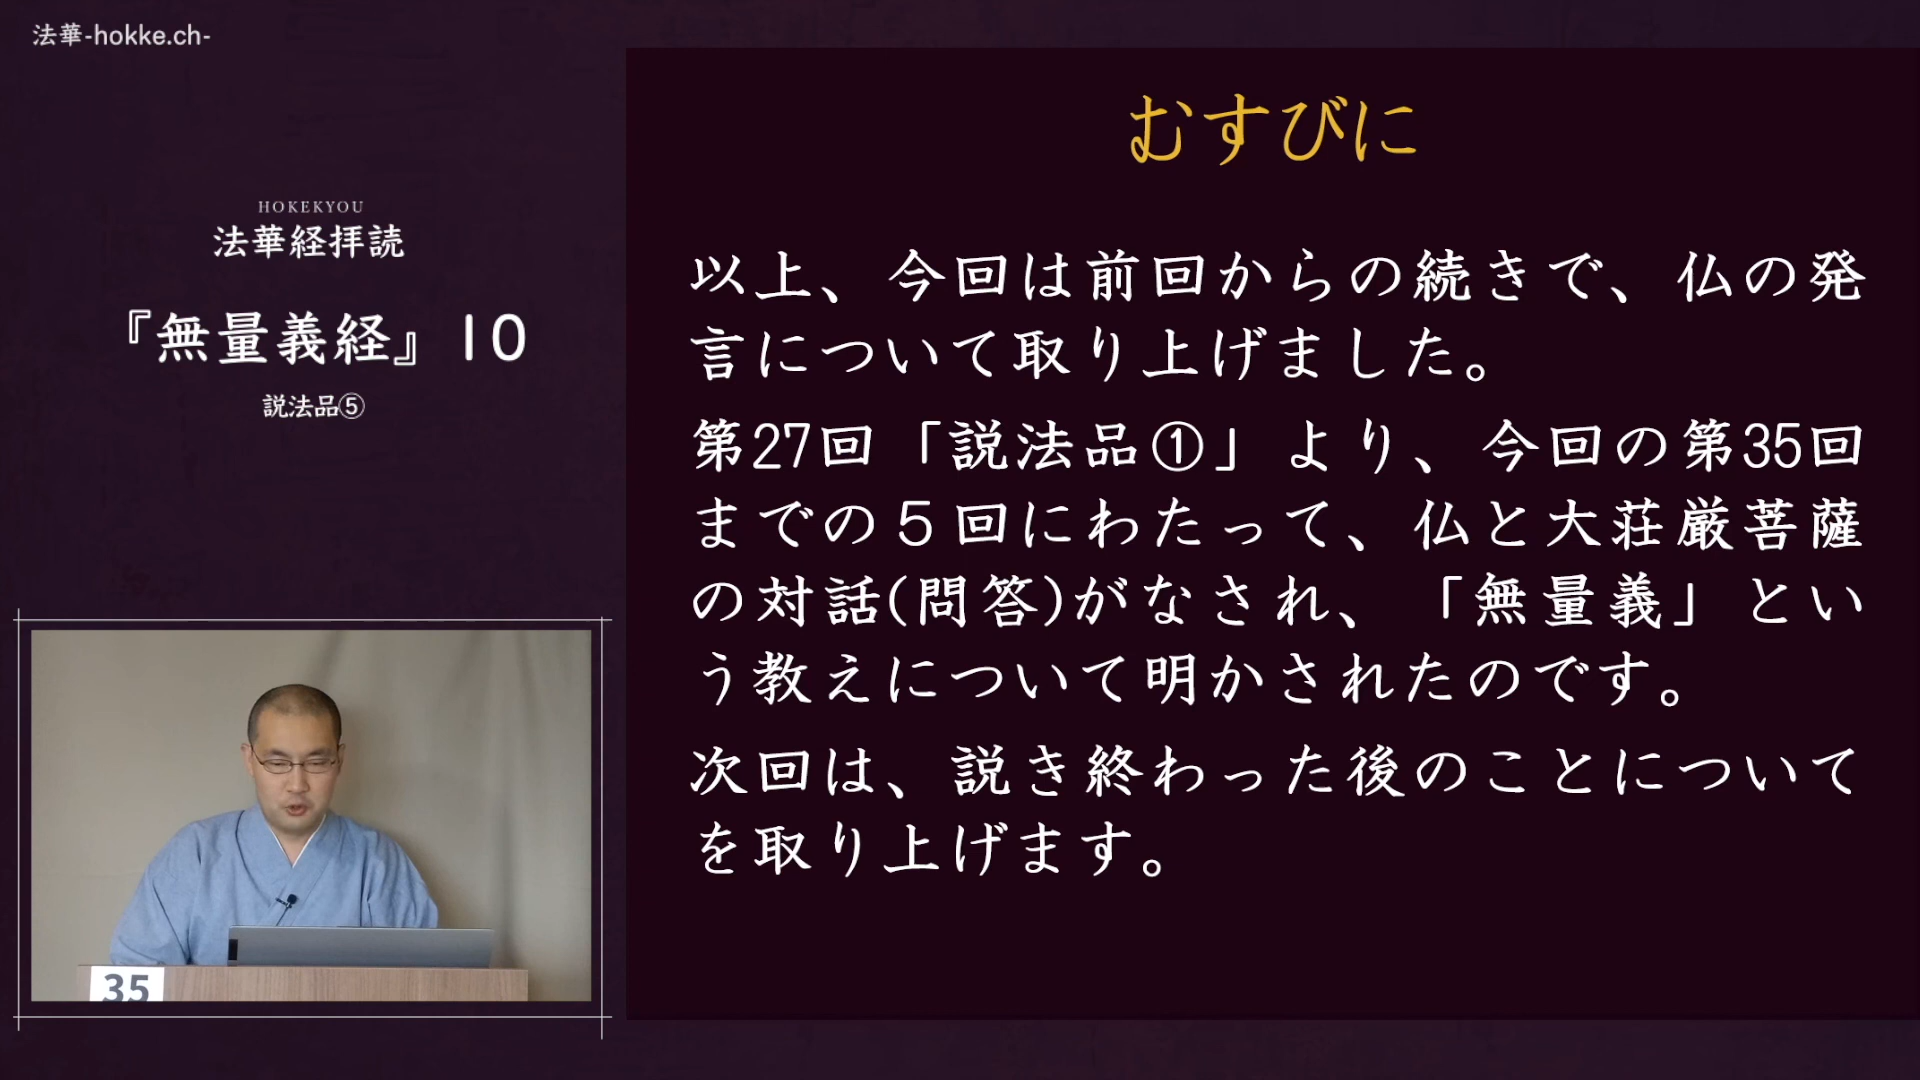 法華-hokke.ch-
HOKEKYOU
法華経拝読
『無量義経』10
説法品⑤
35
むすびに
以上、今回は前回からの続きで、仏の発
言について取り上げました。
第27回「説法品①」より、今回の第35回
までの５回にわたって、仏と大荘厳菩薩
の対話(問答)がなされ、「無量義」とい
う教えについて明かされたのです。
次回は、説き終わった後のことについて
を取り上げます。